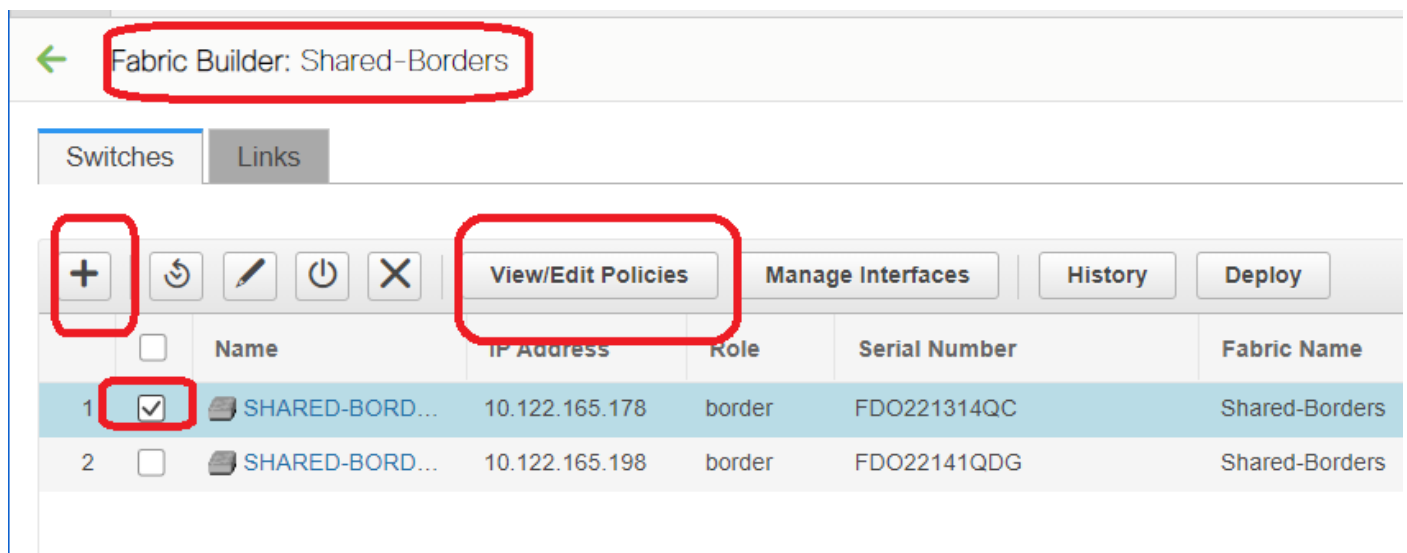 Fabric Builder: Shared-Borders
Switches Links
View/Edit Policies Manage Interfaces History Deploy
Name IP Address Role Serial Number Fabric Name
1 SHARED-BORD... 10.122.165.178 border FDO221314QC Shared-Borders
2 SHARED-BORD... 10.122.165.198 border FDO22141QDG Shared-Borders